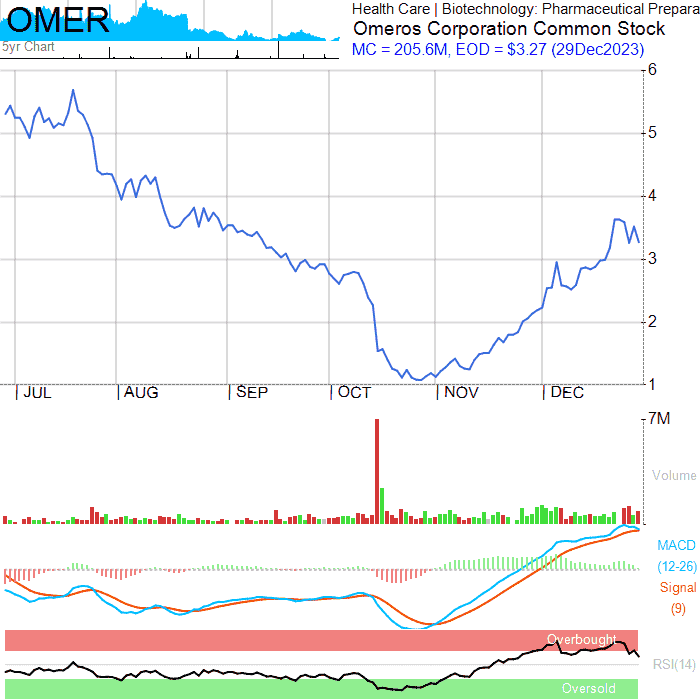 OMER
5yr Chart
Health Care | Biotechnology: Pharmaceutical Prepara
Omeros Corporation Common Stock
MC = 205.6M, EOD = $3.27 (29Dec2023)
6
5
4
3
2
1
JUL AUG SEP OCT NOV DEC
7M
Volume
MACD
(12-26)
Signal
(9)
Overbought
RSI(14)
Oversold